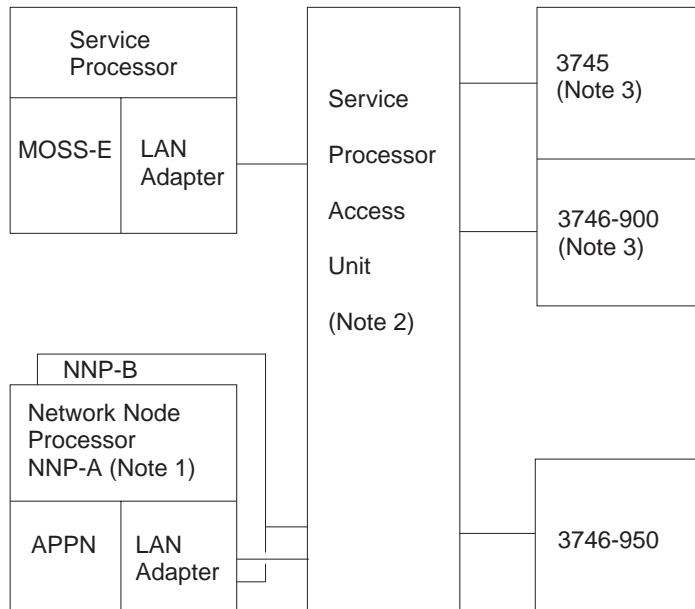 Service
Processor
MOSS-E
LAN
Adapter
NNP-B
Network Node
Processor
NNP-A (Note 1)
APPN
LAN
Adapter
Service
Processor
Access
Unit
(Note 2)
3745
(Note 3)
3746-900
(Note 3)
3746-950